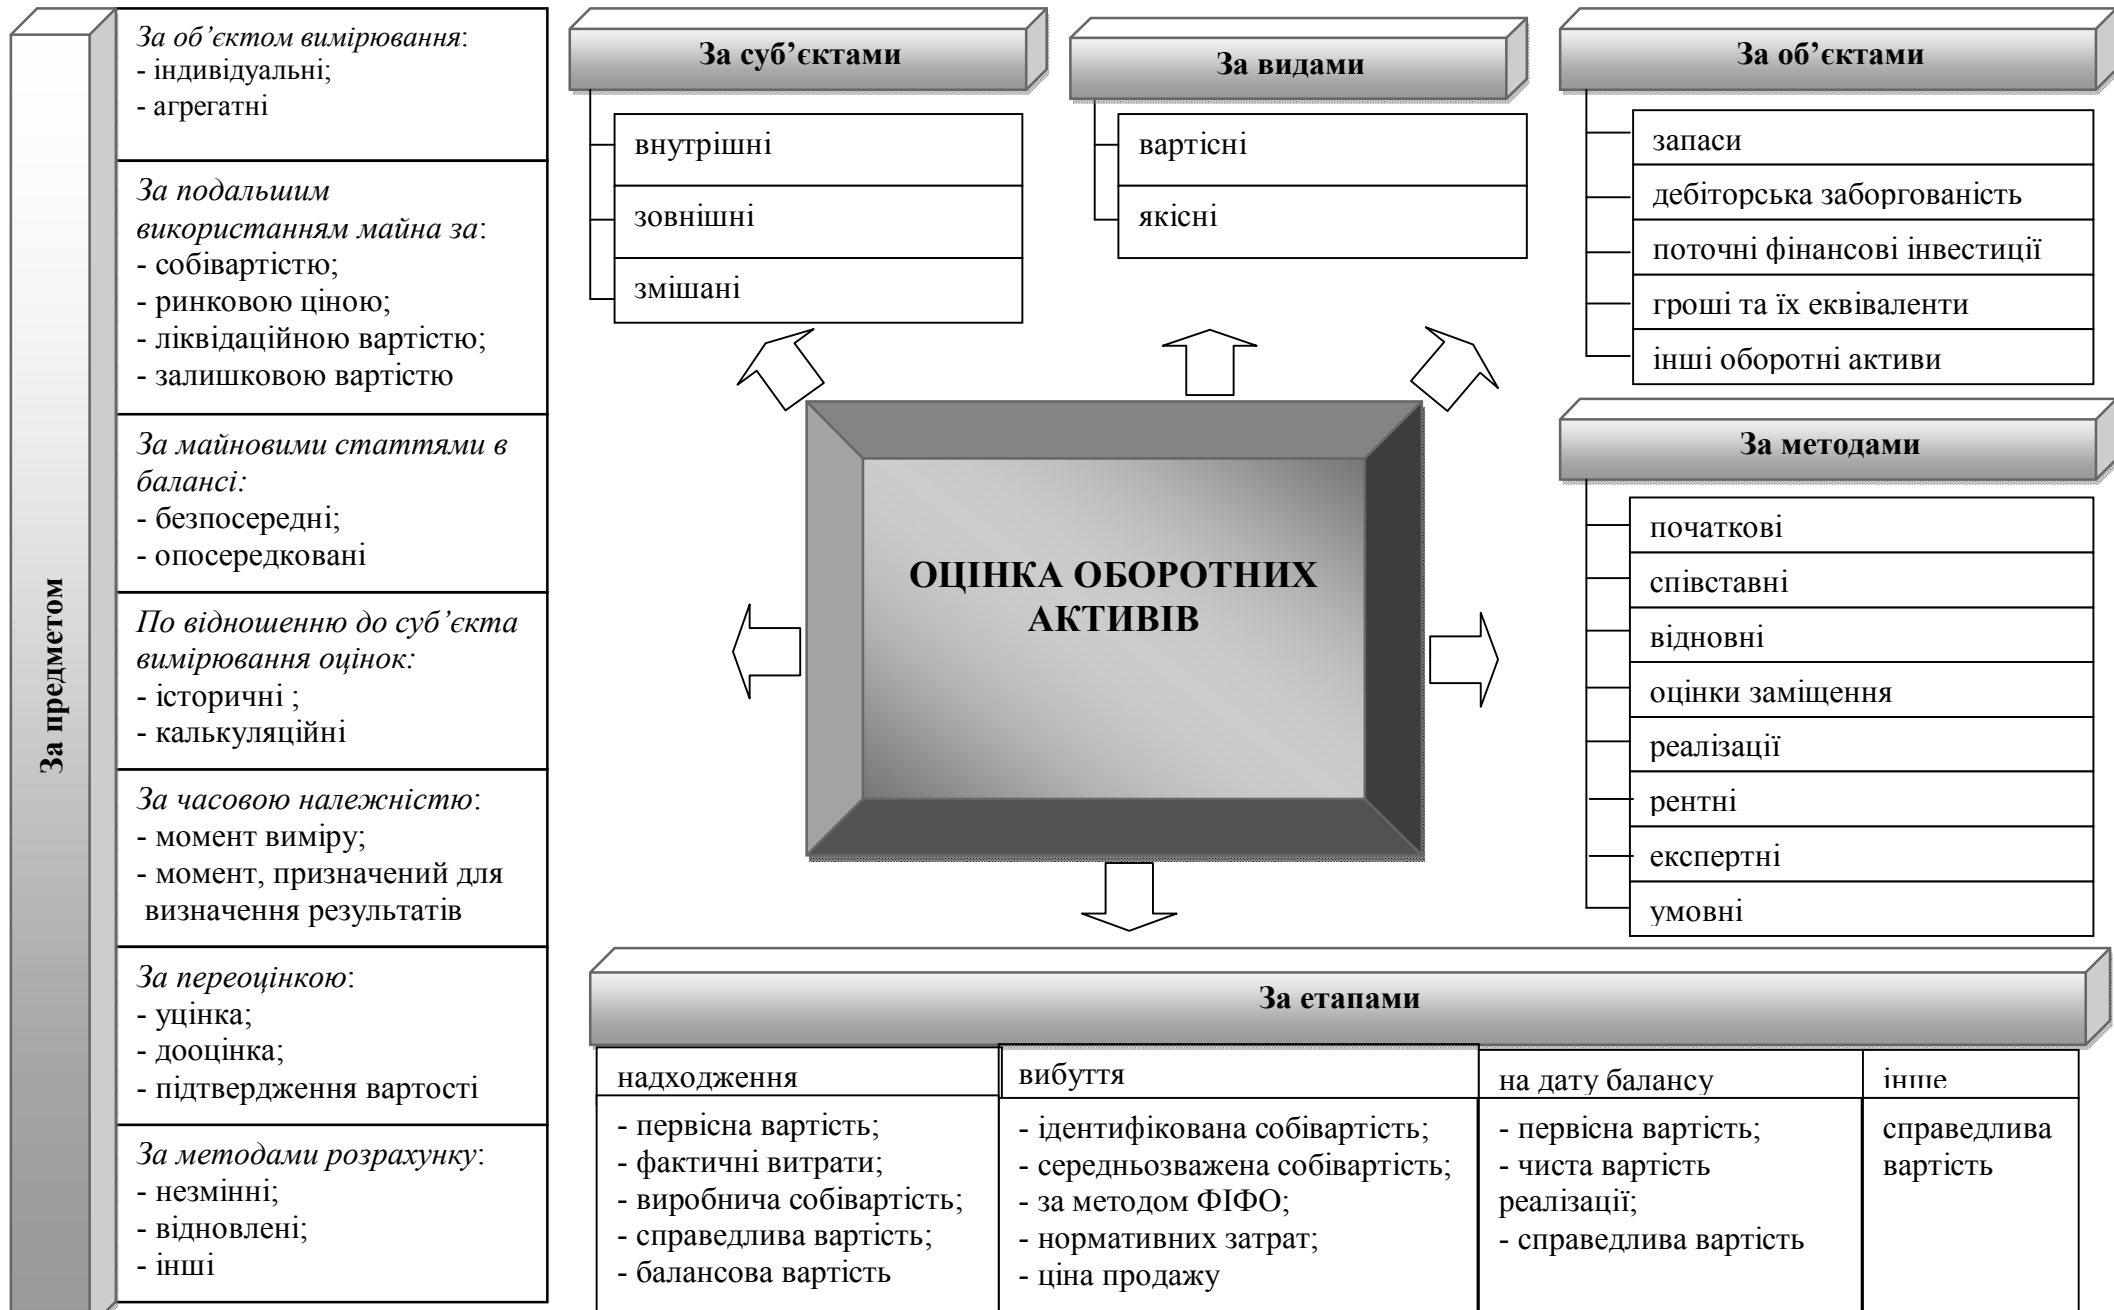 За предметом
За об’єктом вимірювання:
- індивідуальні;
- агрегатні
За подальшим
використанням майна за:
- собівартістю;
- ринковою ціною;
- ліквідаційною вартістю;
- залишковою вартістю
За майновими статтями в
балансі:
- безпосередні;
- опосередковані
По відношенню до суб’єкта
вимірювання оцінок:
- історичні ;
- калькуляційні
За часовою належністю:
- момент виміру;
- момент, призначений для
визначення результатів
За переоцінкою:
- уцінка;
- дооцінка;
- підтвердження вартості
За методами розрахунку:
- незмінні;
- відновлені;
- інші
За суб’єктами
внутрішні
зовнішні
змішані
За видами
вартісні
якісні
За об’єктами
запаси
дебіторська заборгованість
поточні фінансові інвестиції
гроші та їх еквіваленти
інші оборотні активи
ОЦІНКА ОБОРОТНИХ
АКТИВІВ
За методами
початкові
співставні
відновні
оцінки заміщення
реалізації
рентні
експертні
умовні
За етапами
надходження
- первісна вартість;
- фактичні витрати;
- виробнича собівартість;
- справедлива вартість;
- балансова вартість
вибуття
- ідентифікована собівартість;
- середньозважена собівартість;
- за методом ФІФО;
- нормативних затрат;
- ціна продажу
на дату балансу
- первісна вартість;
- чиста вартість
реалізації;
- справедлива вартість
інше
справедлива
вартість